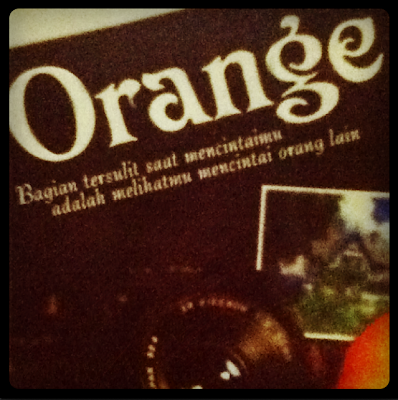 Orange
Bagian tersulit saat mencintaimu
adalah melihatmu mencintai orang lain